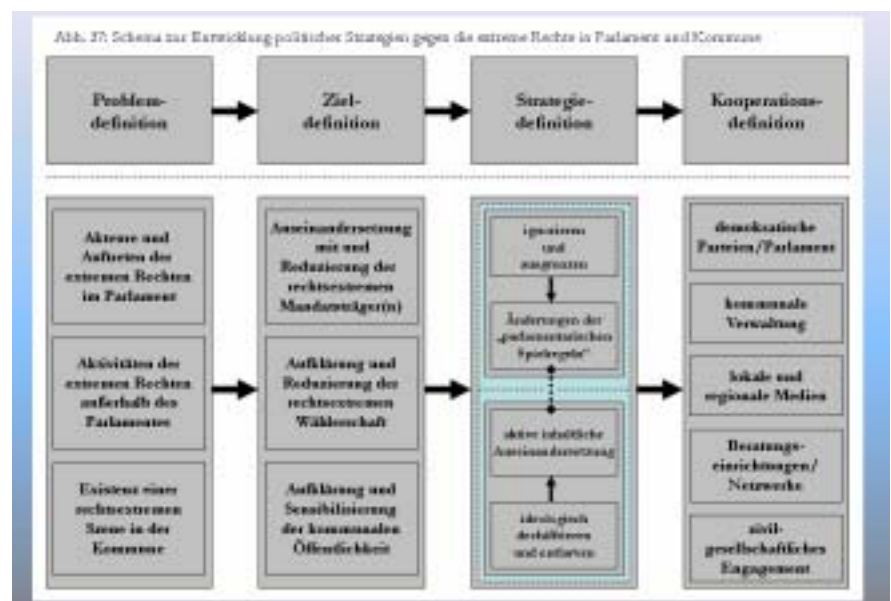 Abb. 37: Schema zur Entwicklung politischer Strategien gegen die extreme Rechte in Parlament und Kommune
Problem-
definition
Ziel-
definition
Strategie-
definition
Kooperations-
definition
Akteure und
Auftreten der
extremen Rechten
im Parlament
Aktivitäten der
extremen Rechten
außerhalb des
Parlamentes
Existenz einer
rechtsextremen
Szene in der
Kommune
Auseinandersetzung
mit und
Reduzierung der
rechtsextremen
Mandatsträger(n)
Aufklärung und
Reduzierung der
rechtsextremen
Wählerschaft
Aufklärung und
Sensibilisierung
der kommunalen
Öffentlichkeit
ignorieren
und
ausgrenzen
Änderungen der
„parlamentarischen
Spielregeln“
aktive inhaltliche
Auseinandersetzung
ideologisch
dechiffrieren
und entlarven
demokratische
Parteien/Parlament
kommunale
Verwaltung
lokale und
regionale Medien
Beratungs-
einrichtungen/
Netzwerke
zivil-
gesellschaftliches
Engagement